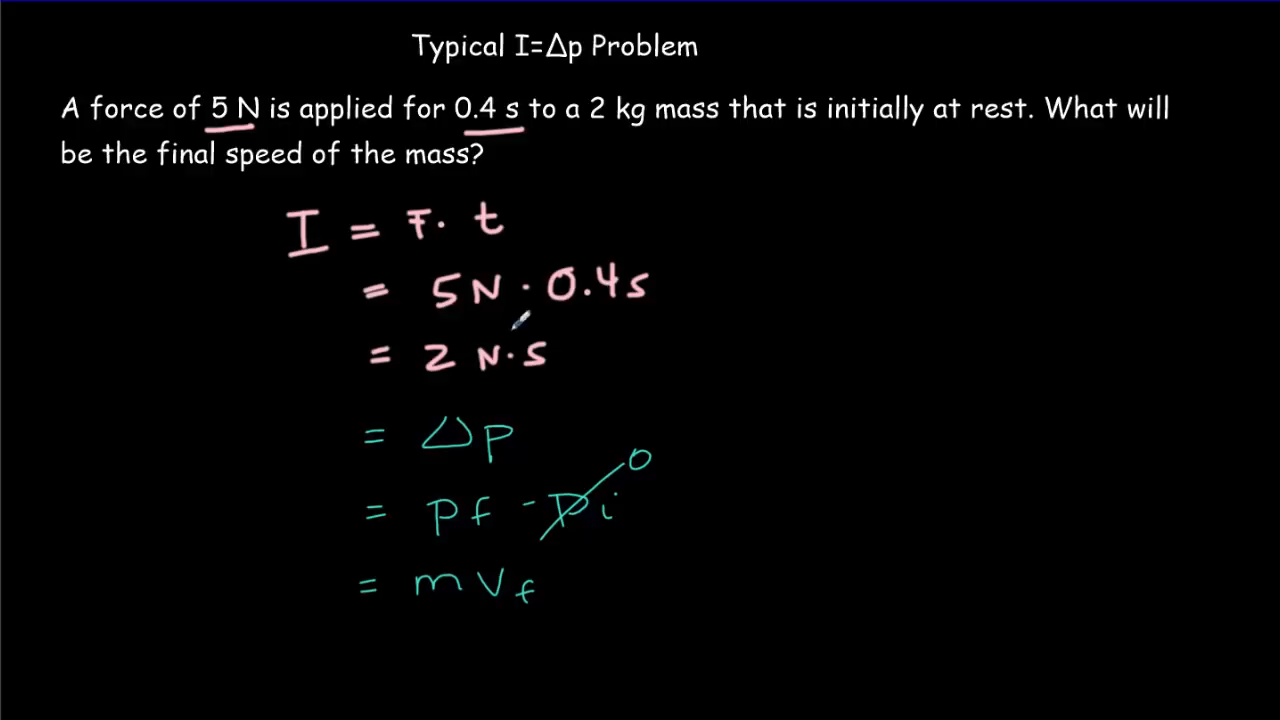 Typical I=Δp Problem
A force of 5 N is applied for 0.4 s to a 2 kg mass that is initially at rest. What will
be the final speed of the mass?
I = F. t
= 5N · 0.4s
= 2 N·s
= Δp
= pf - pi 0
= m vf